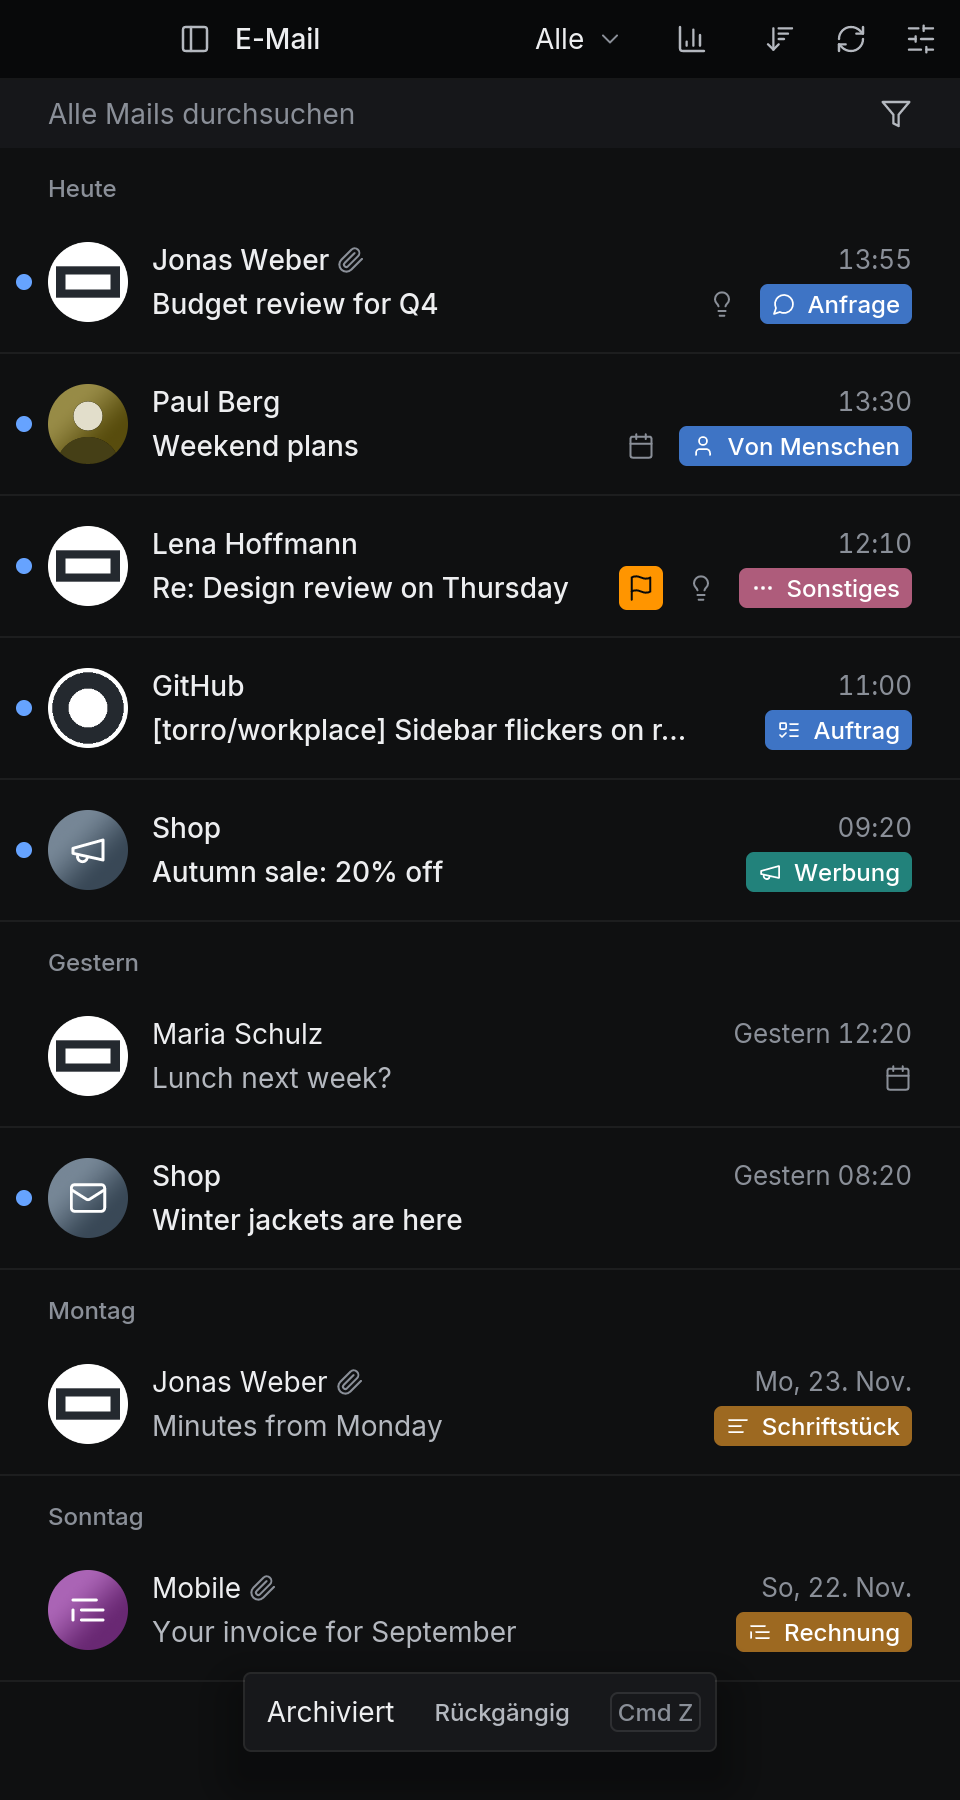 E-Mail
Alle
Alle Mails durchsuchen
Heute
Jonas Weber
13:55
Budget review for Q4
Anfrage
Paul Berg
13:30
Weekend plans
Von Menschen
Lena Hoffmann
12:10
Re: Design review on Thursday
Sonstiges
GitHub
11:00
[torro/workplace] Sidebar flickers on r...
Auftrag
Shop
09:20
Autumn sale: 20% off
Werbung
Gestern
Maria Schulz
Gestern 12:20
Lunch next week?
Shop
Gestern 08:20
Winter jackets are here
Montag
Jonas Weber
Mo, 23. Nov.
Minutes from Monday
Schriftstück
Sonntag
Mobile
So, 22. Nov.
Your invoice for September
Rechnung
Archiviert
Rückgängig
Cmd Z